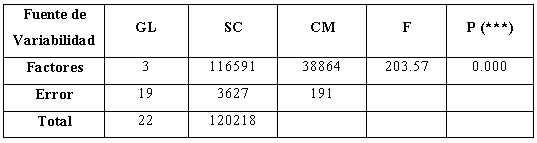 Fuente de Variabilidad GL SC CM F P (***)
Factores 3 116591 38864 203.57 0.000
Error 19 3627 191
Total 22 120218